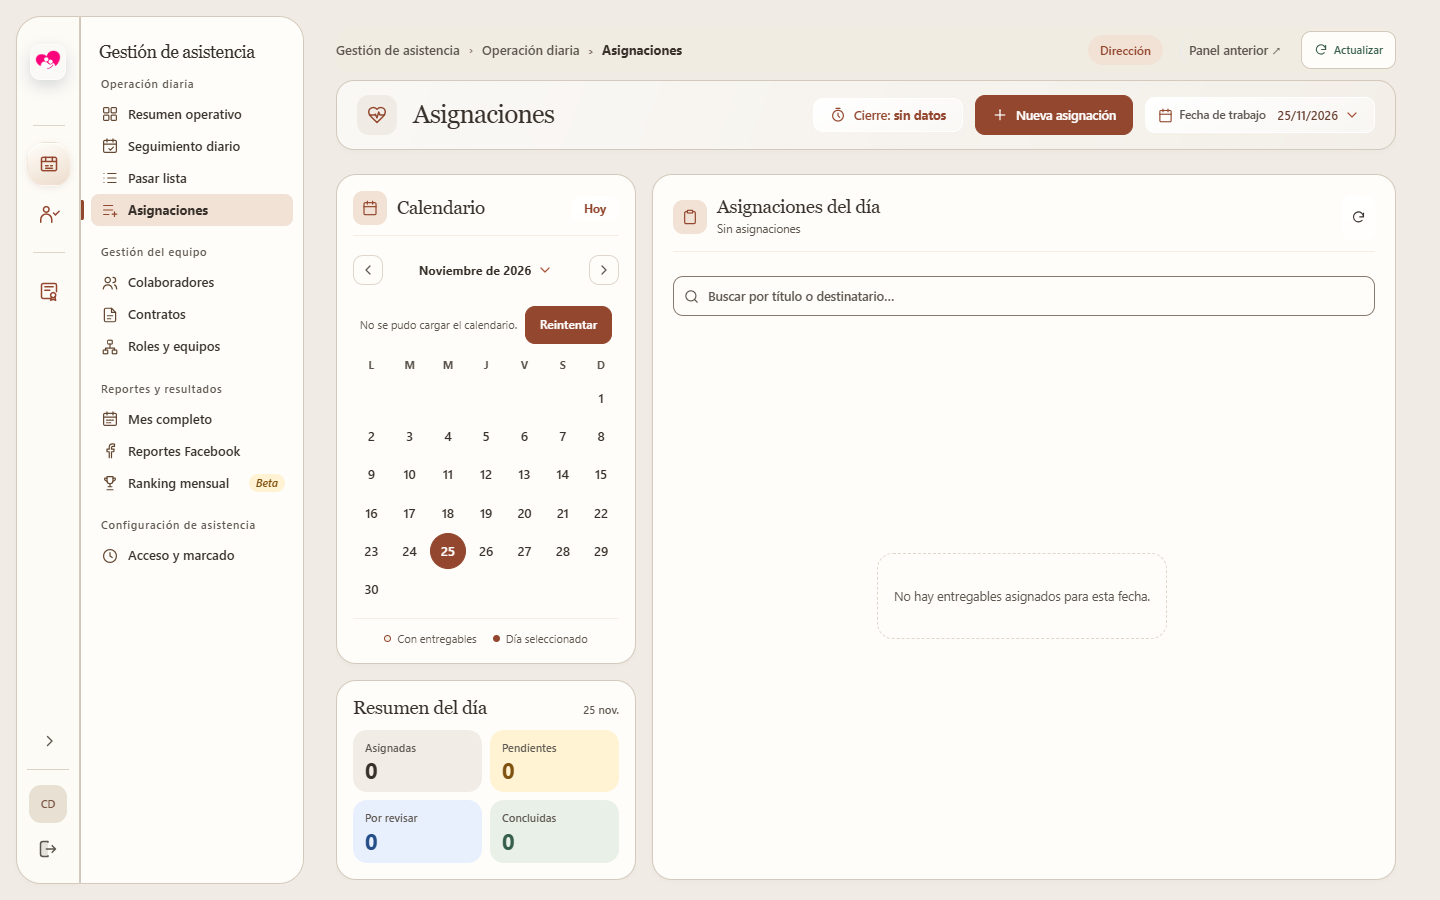 Gestión de asistencia
Operación diaria
Resumen operativo
Seguimiento diario
Pasar lista
Asignaciones
Gestión del equipo
Colaboradores
Contratos
Roles y equipos
Reportes y resultados
Mes completo
Reportes Facebook
Ranking mensual Beta
Configuración de asistencia
Acceso y marcado
CD
Gestión de asistencia › Operación diaria › Asignaciones
Dirección
Panel anterior ↗
Actualizar
Asignaciones
Cierre: sin datos
+ Nueva asignación
Fecha de trabajo 25/11/2026
Calendario
Hoy
Noviembre de 2026
No se pudo cargar el calendario. Reintentar
L M M J V S D
1
2 3 4 5 6 7 8
9 10 11 12 13 14 15
16 17 18 19 20 21 22
23 24 25 26 27 28 29
30
Con entregables Día seleccionado
Resumen del día 25 nov.
Asignadas
0
Pendientes
0
Por revisar
0
Concluidas
0
Asignaciones del día
Sin asignaciones
Buscar por título o destinatario...
No hay entregables asignados para esta fecha.